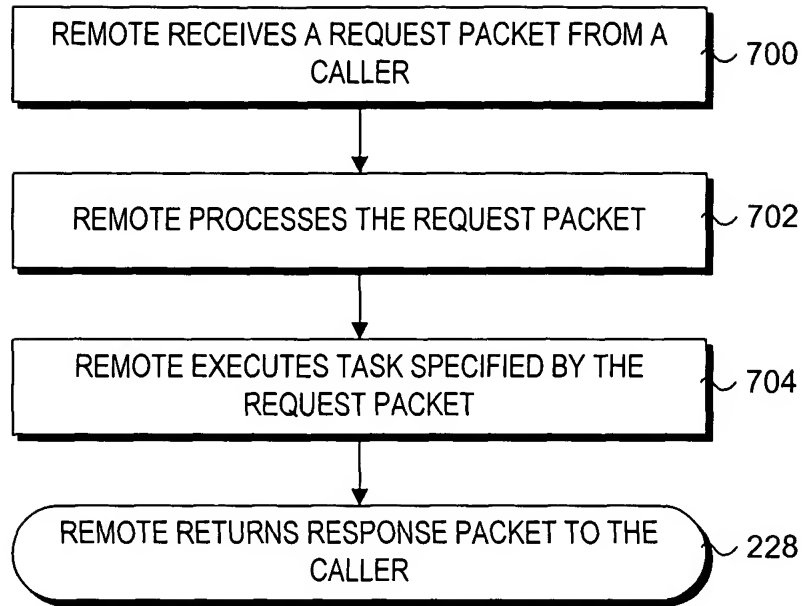 REMOTE RECEIVES A REQUEST PACKET FROM A
CALLER
700
REMOTE PROCESSES THE REQUEST PACKET
702
REMOTE EXECUTES TASK SPECIFIED BY THE
REQUEST PACKET
704
REMOTE RETURNS RESPONSE PACKET TO THE
CALLER
228